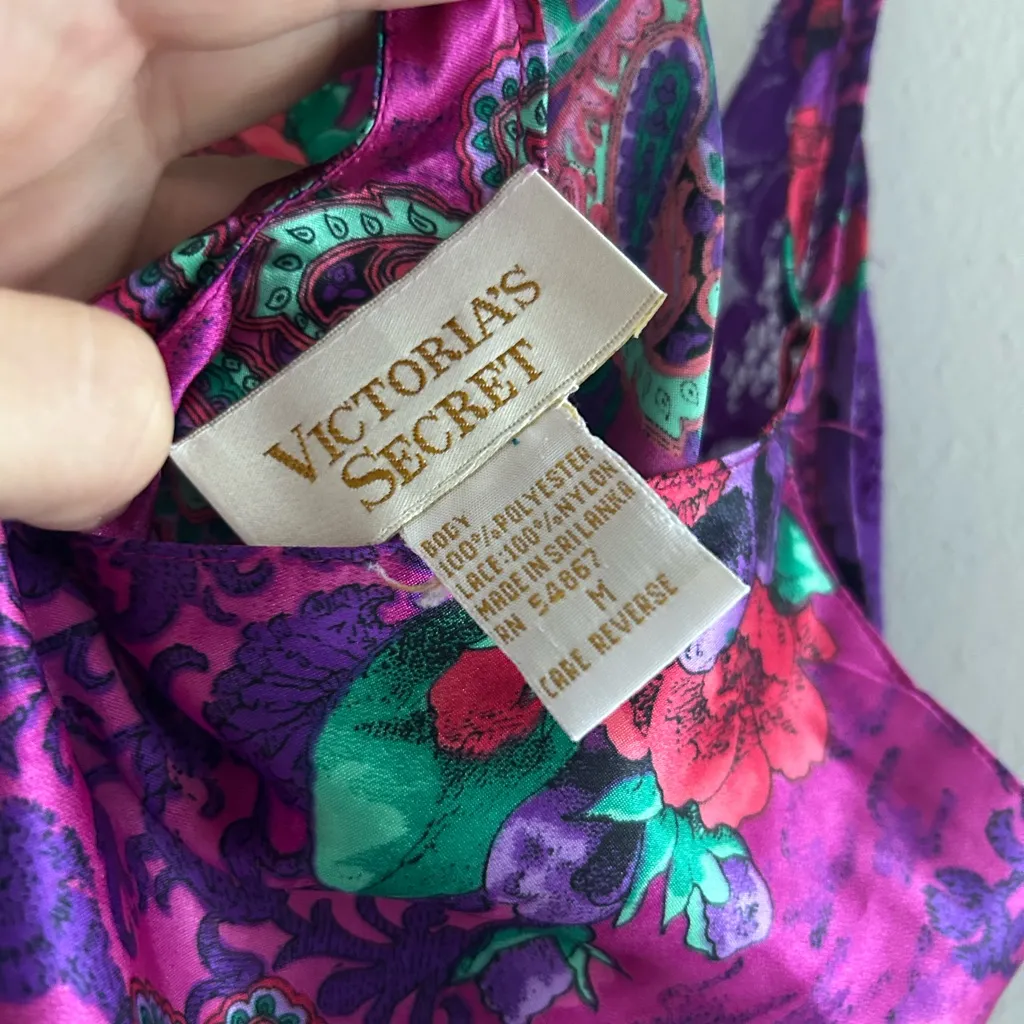 VICTORIA'S
SECRET
BODY
100%POLYESTER
LACE:100%NYLON
MADE IN SRI LANKA
RN 54867
M
CARE REVERSE